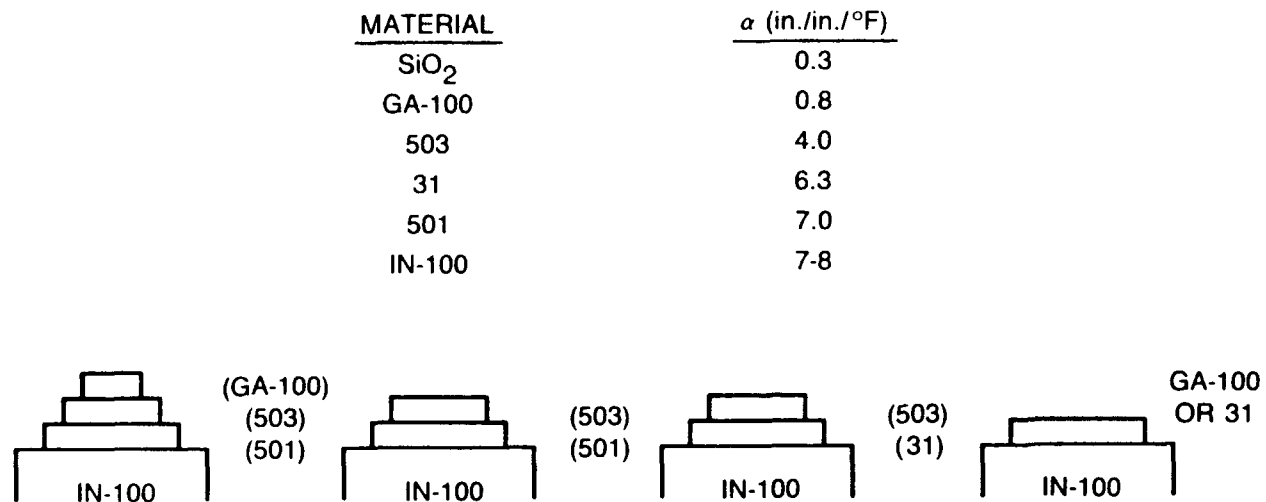 MATERIAL α (in./in./°F)
SiO2 0.3
GA-100 0.8
503 4.0
31 6.3
501 7.0
IN-100 7-8
(GA-100)
(503)
(501)
IN-100
(503)
(501)
IN-100
(503)
(31)
IN-100
GA-100
OR 31
IN-100